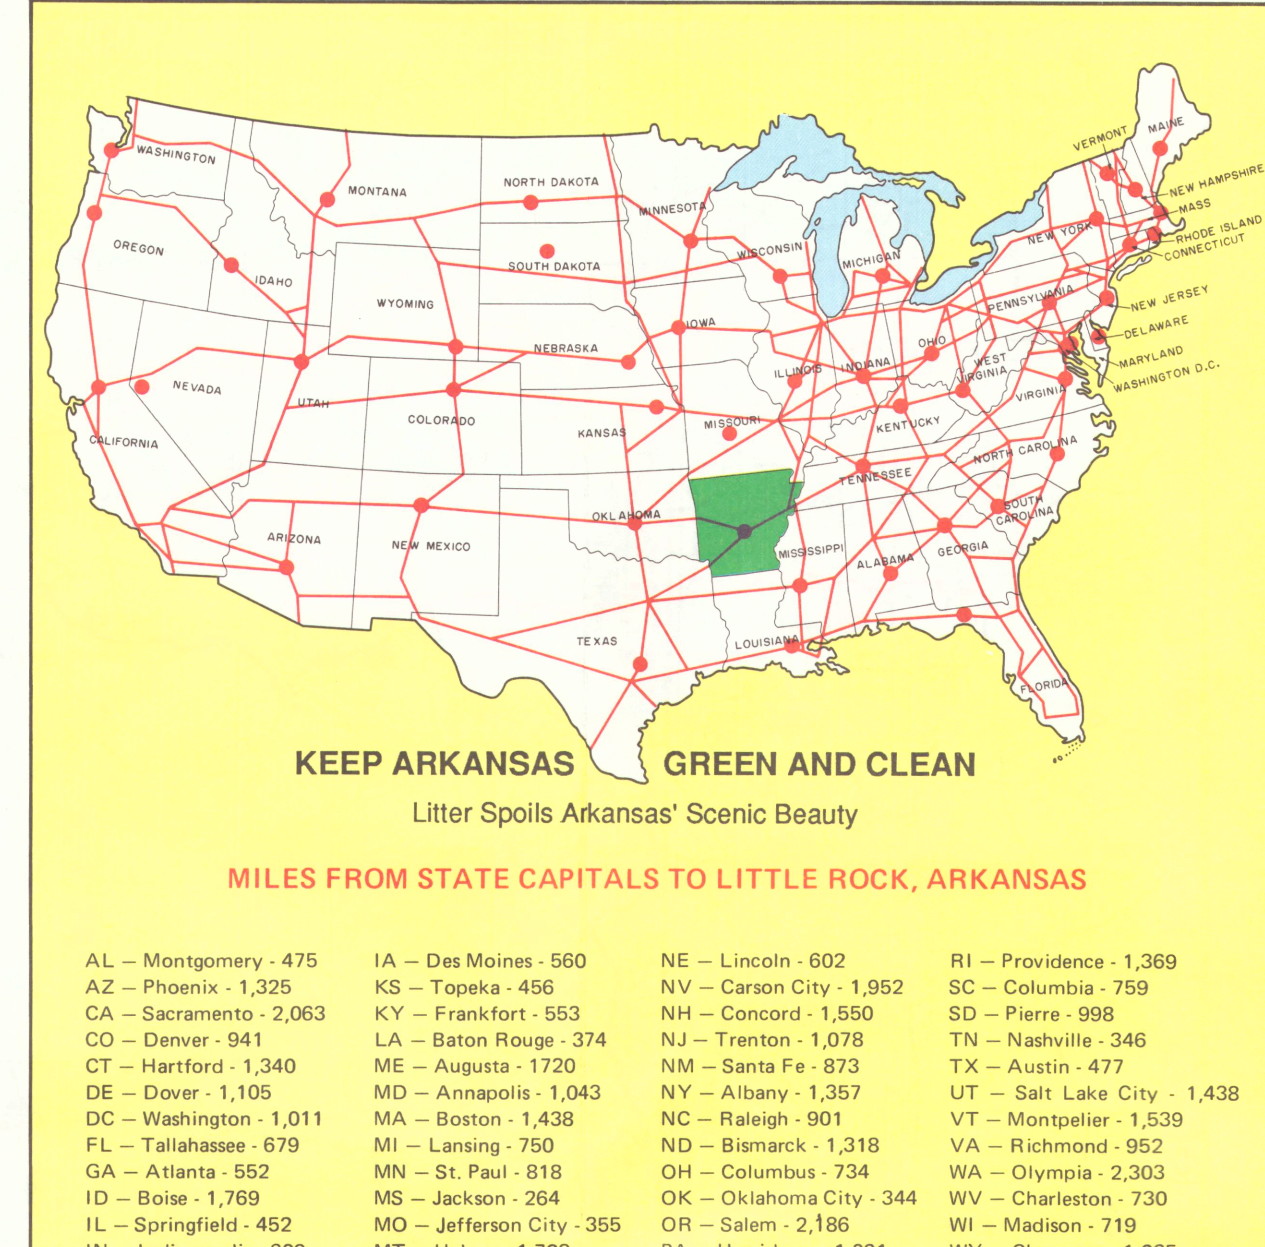 VERMONT
MAINE
WASHINGTON
MONTANA
NORTH DAKOTA
MINNESOTA
NEW HAMPSHIRE
MASS
RHODE ISLAND
CONNECTICUT
NEW YORK
OREGON
IDAHO
SOUTH DAKOTA
WISCONSIN
MICHIGAN
WYOMING
PENNSYLVANIA
NEW JERSEY
DELAWARE
MARYLAND
WASHINGTON D.C.
IOWA
NEBRASKA
OHIO
ILLINOIS
INDIANA
WEST
VIRGINIA
VIRGINIA
NEVADA
UTAH
COLORADO
KANSAS
MISSOURI
KENTUCKY
CALIFORNIA
NORTH CAROLINA
TENNESSEE
SOUTH
CAROLINA
ARIZONA
NEW MEXICO
OKLAHOMA
MISSISSIPPI
ALABAMA
GEORGIA
TEXAS
LOUISIANA
FLORIDA
KEEP ARKANSAS GREEN AND CLEAN
Litter Spoils Arkansas' Scenic Beauty
MILES FROM STATE CAPITALS TO LITTLE ROCK, ARKANSAS
AL — Montgomery - 475
AZ — Phoenix - 1,325
CA — Sacramento - 2,063
CO — Denver - 941
CT — Hartford - 1,340
DE — Dover - 1,105
DC — Washington - 1,011
FL — Tallahassee - 679
GA — Atlanta - 552
ID — Boise - 1,769
IL — Springfield - 452
IA — Des Moines - 560
KS — Topeka - 456
KY — Frankfort - 553
LA — Baton Rouge - 374
ME — Augusta - 1720
MD — Annapolis - 1,043
MA — Boston - 1,438
MI — Lansing - 750
MN — St. Paul - 818
MS — Jackson - 264
MO — Jefferson City - 355
NE — Lincoln - 602
NV — Carson City - 1,952
NH — Concord - 1,550
NJ — Trenton - 1,078
NM — Santa Fe - 873
NY — Albany - 1,357
NC — Raleigh - 901
ND — Bismarck - 1,318
OH — Columbus - 734
OK — Oklahoma City - 344
OR — Salem - 2,186
RI — Providence - 1,369
SC — Columbia - 759
SD — Pierre - 998
TN — Nashville - 346
TX — Austin - 477
UT — Salt Lake City - 1,438
VT — Montpelier - 1,539
VA — Richmond - 952
WA — Olympia - 2,303
WV — Charleston - 730
WI — Madison - 719